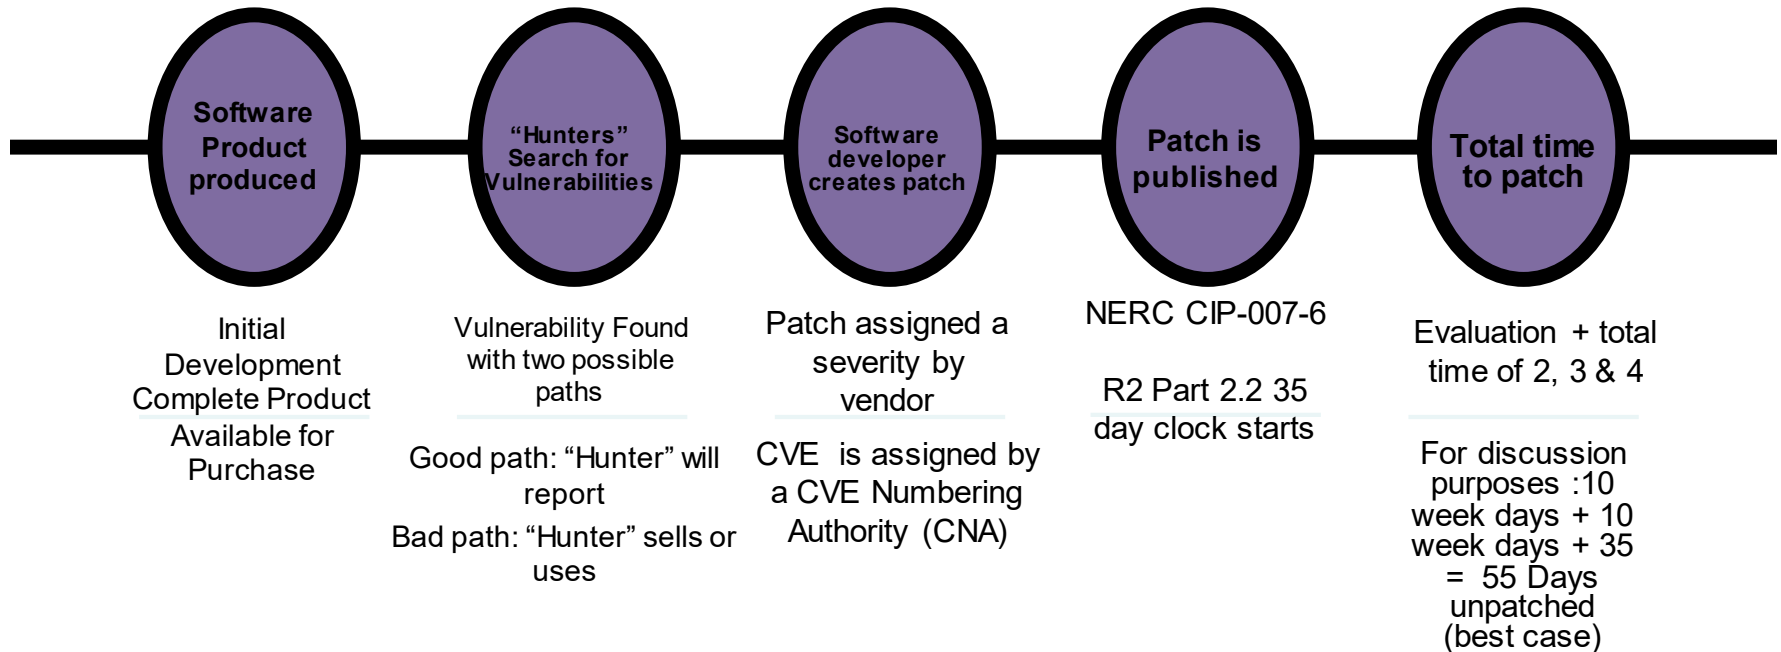 Software
Product
produced
Initial
Development
Complete Product
Available for
Purchase
“Hunters”
Search for
Vulnerabilities
Vulnerability Found
with two possible
paths
Good path: “Hunter” will
report
Bad path: “Hunter” sells or
uses
Software
developer
creates patch
Patch assigned a
severity by
vendor
CVE is assigned by
a CVE Numbering
Authority (CNA)
Patch is
published
NERC CIP-007-6
R2 Part 2.2 35
day clock starts
Total time
to patch
Evaluation + total
time of 2, 3 & 4
For discussion
purposes :10
week days + 10
week days + 35
= 55 Days
unpatched
(best case)